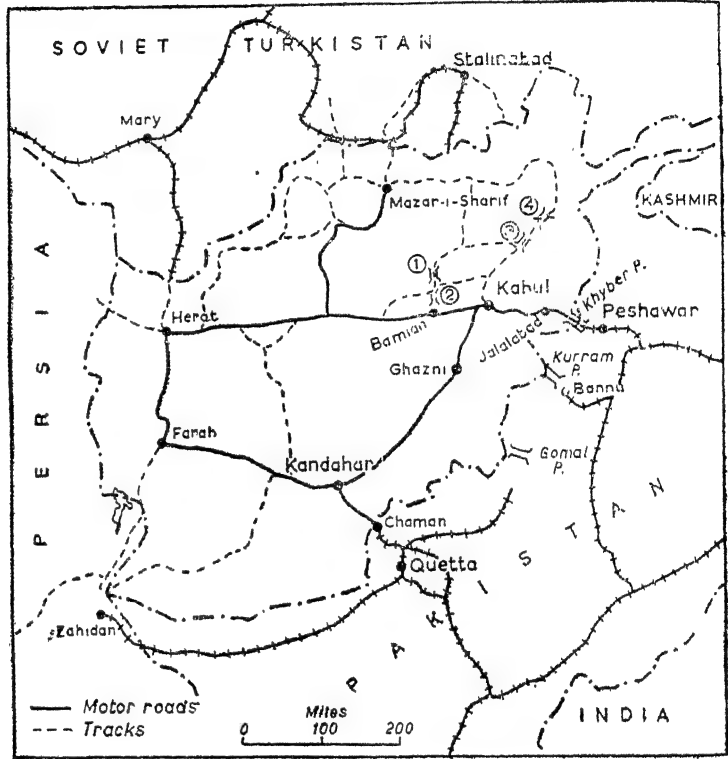 SOVIET TURKISTAN
Stalinabad
Mary
Mazar-i-Sharif
④
KASHMIR
③
①
②
Kahul
Khyber P.
Peshawar
Herat
Bamian
Jalalabad
Ghazni
Kurram
P.
Bannu
PERSIA
Farah
Kandahar
Gomal
P.
Chaman
Quetta
PAKISTAN
Zahidan
Motor roads
Tracks
Miles
0 100 200
INDIA